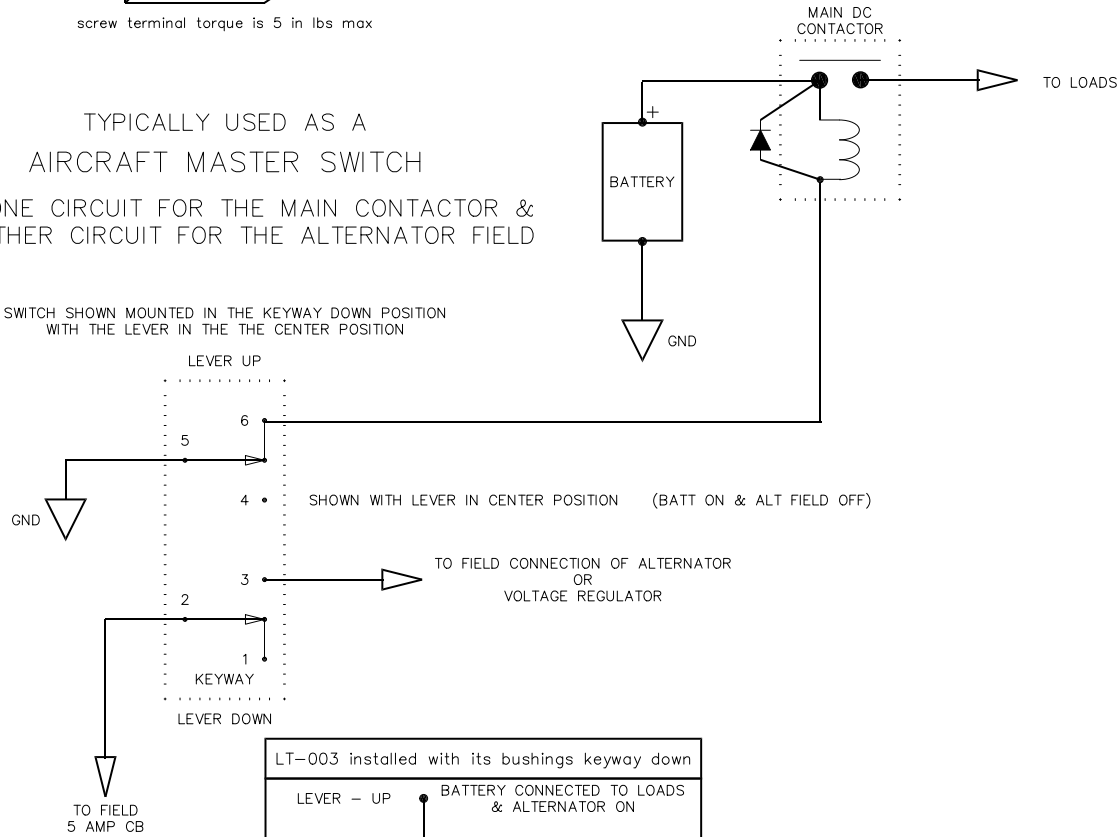 screw terminal torque is 5 in lbs max
MAIN DC
CONTACTOR
TO LOADS
TYPICALLY USED AS A
AIRCRAFT MASTER SWITCH
CIRCUIT FOR THE MAIN CONTACTOR &
CIRCUIT FOR THE ALTERNATOR FIELD
+
BATTERY
GND
SWITCH SHOWN MOUNTED IN THE KEYWAY DOWN POSITION
WITH THE LEVER IN THE THE CENTER POSITION
LEVER UP
6
5
4
SHOWN WITH LEVER IN CENTER POSITION (BATT ON & ALT FIELD OFF)
GND
3
TO FIELD CONNECTION OF ALTERNATOR
OR
VOLTAGE REGULATOR
2
1
KEYWAY
LEVER DOWN
TO FIELD
5 AMP CB
LT-003 installed with its bushings keyway down
LEVER - UP
BATTERY CONNECTED TO LOADS
& ALTERNATOR ON